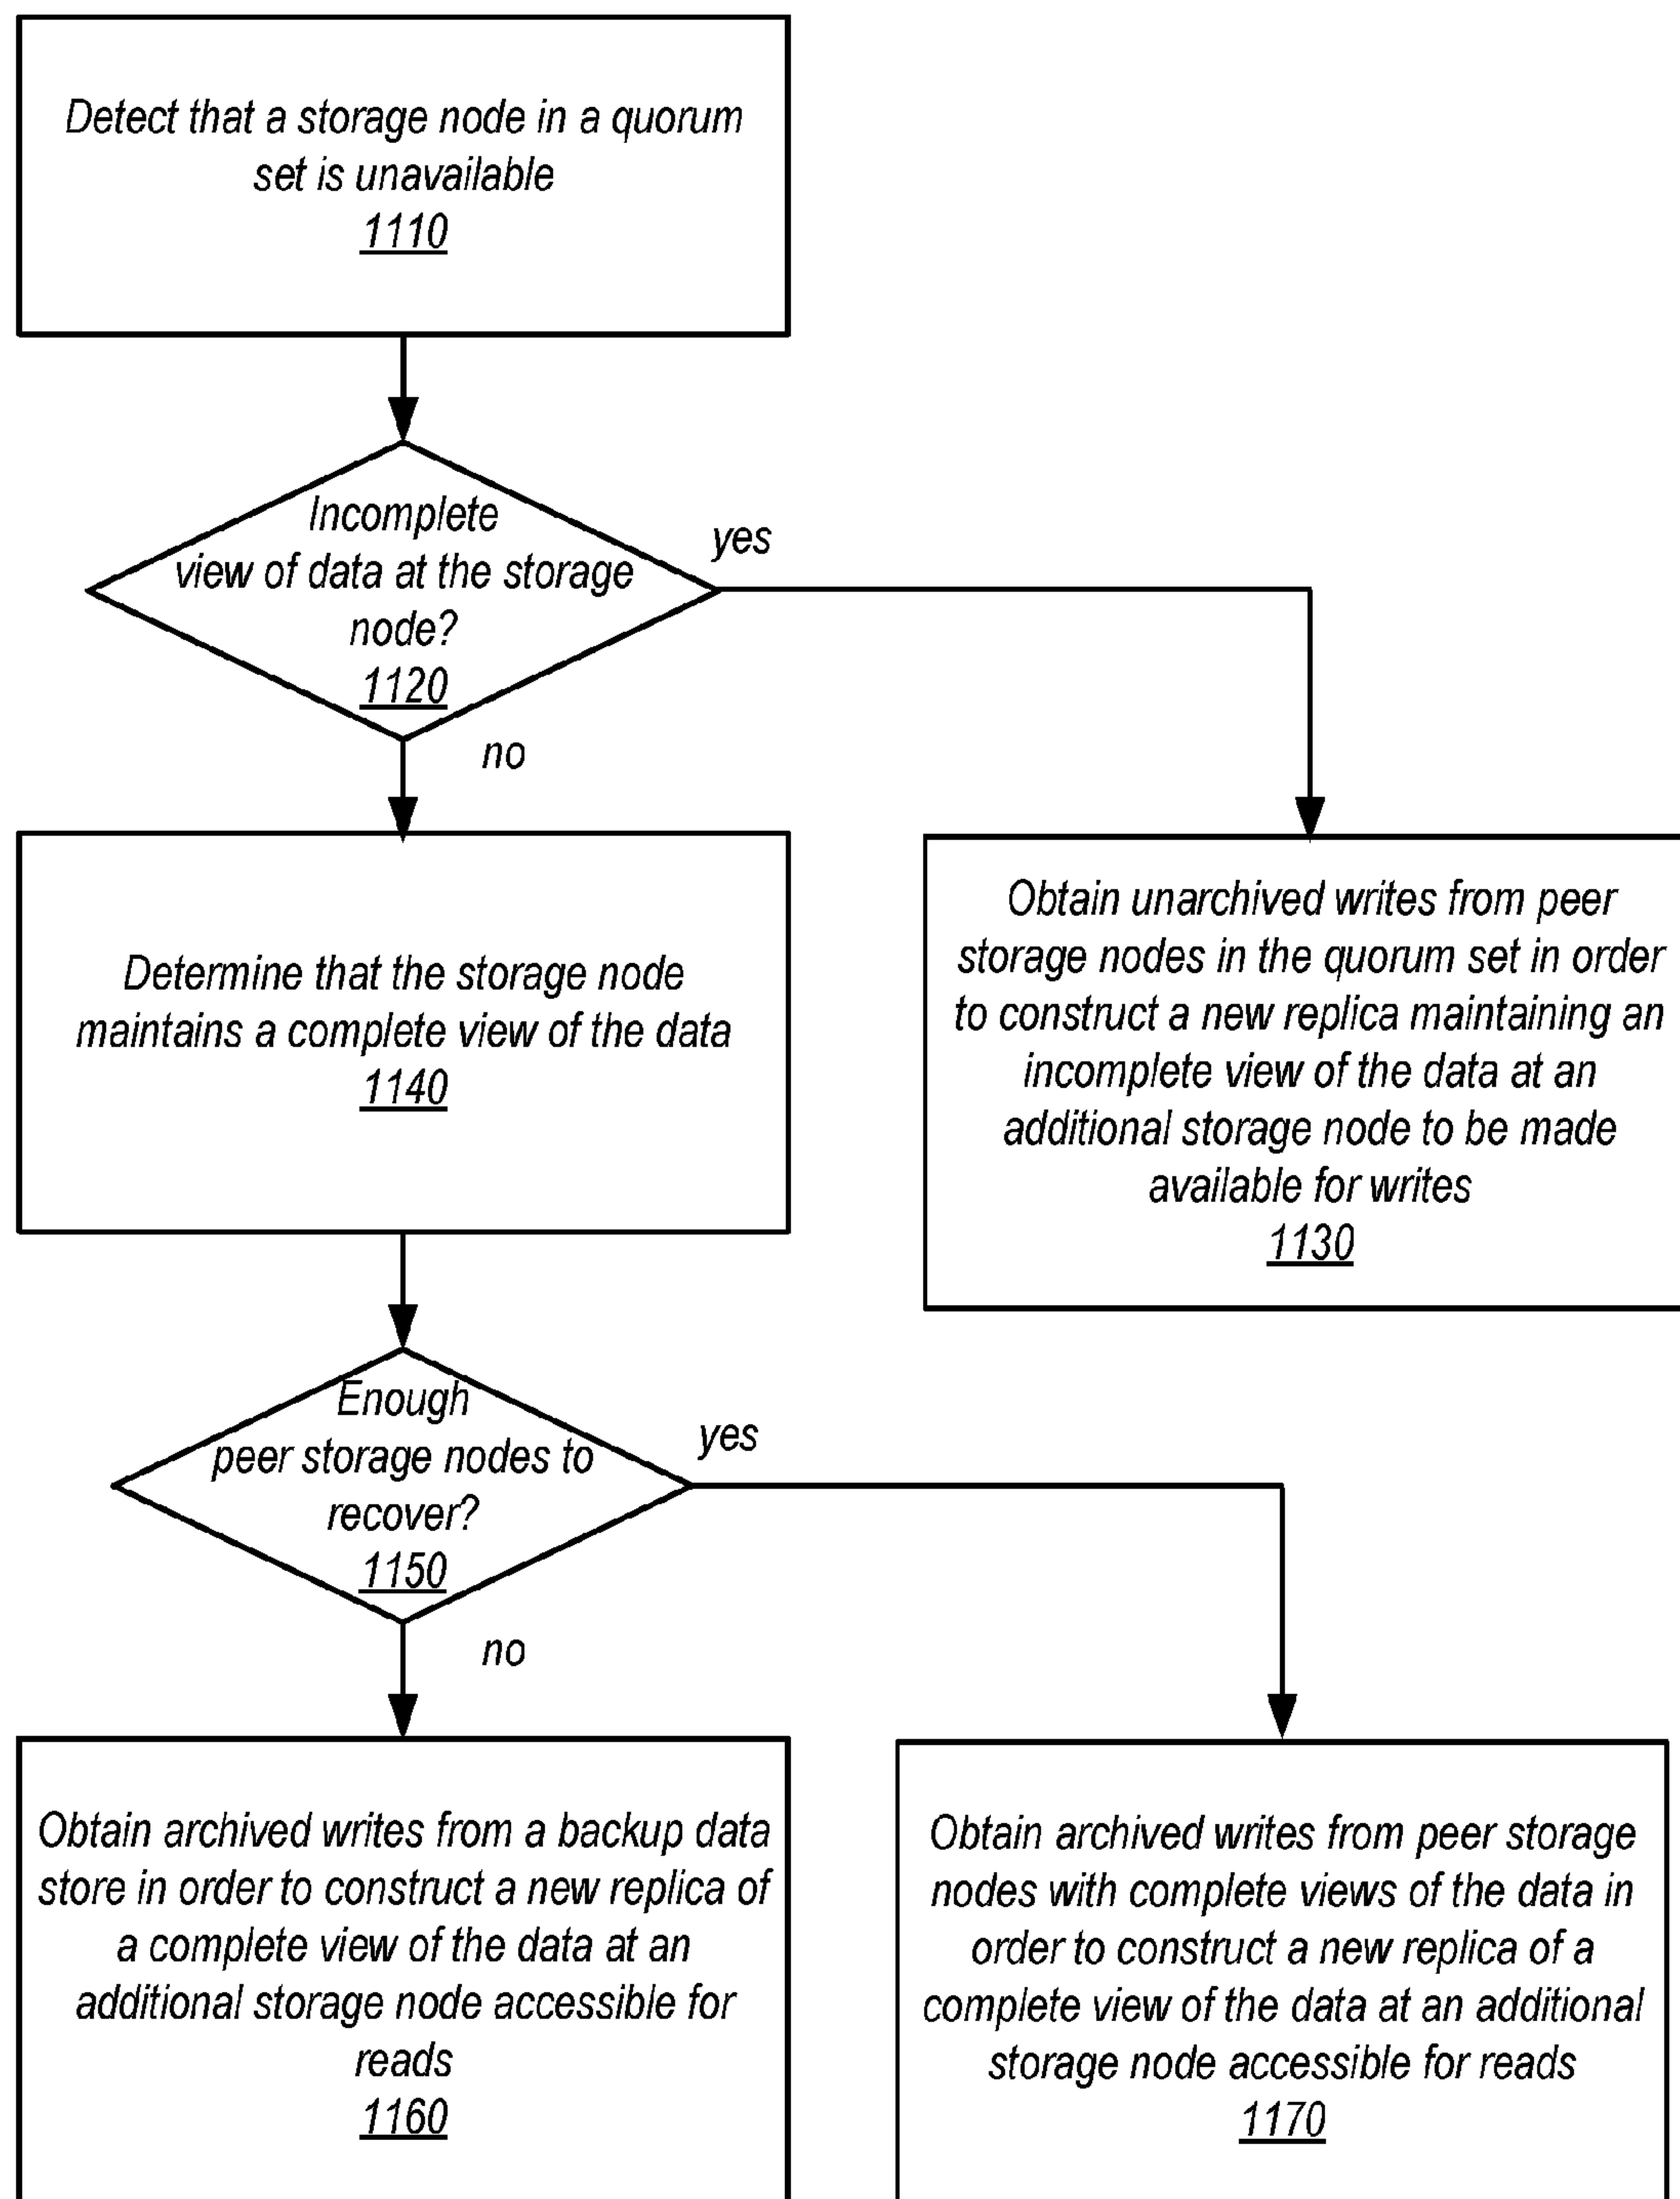 Detect that a storage node in a quorum
set is unavailable
1110
Incomplete
view of data at the storage
node?
1120
yes
no
Determine that the storage node
maintains a complete view of the data
1140
Obtain unarchived writes from peer
storage nodes in the quorum set in order
to construct a new replica maintaining an
incomplete view of the data at an
additional storage node to be made
available for writes
1130
Enough
peer storage nodes to
recover?
1150
yes
no
Obtain archived writes from a backup data
store in order to construct a new replica of
a complete view of the data at an
additional storage node accessible for
reads
1160
Obtain archived writes from peer storage
nodes with complete views of the data in
order to construct a new replica of a
complete view of the data at an additional
storage node accessible for reads
1170